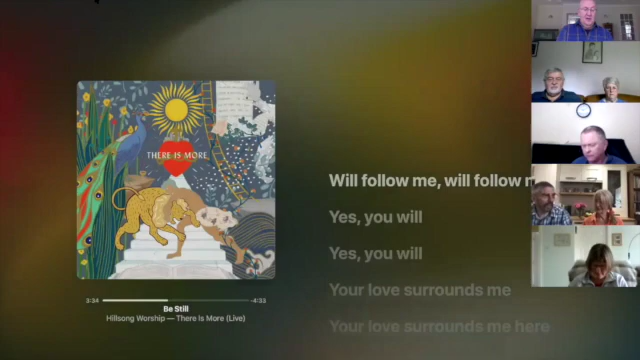 THERE IS MORE
3:34
-4:33
Be Still
Hillsong Worship — There Is More (Live)
Will follow me, will follow
Yes, you will
Yes, you will
Your love surrounds me
Your love surrounds me here